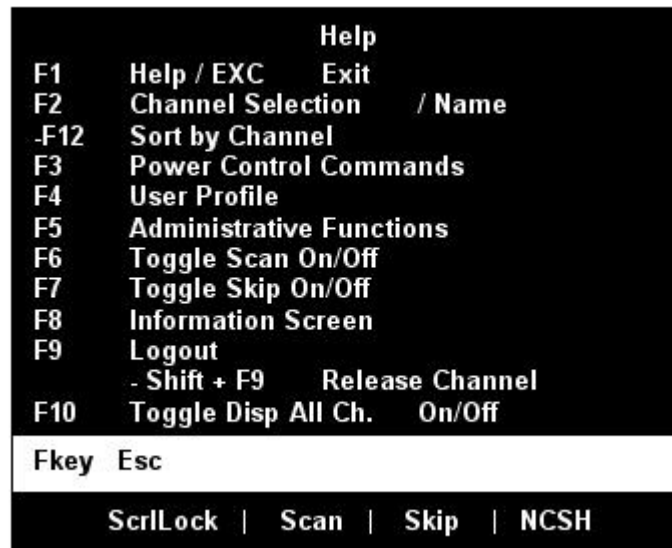 Help
F1 Help / EXC Exit
F2 Channel Selection / Name
-F12 Sort by Channel
F3 Power Control Commands
F4 User Profile
F5 Administrative Functions
F6 Toggle Scan On/Off
F7 Toggle Skip On/Off
F8 Information Screen
F9 Logout
- Shift + F9 Release Channel
F10 Toggle Disp All Ch. On/Off
Fkey Esc
ScrlLock | Scan | Skip | NCSH